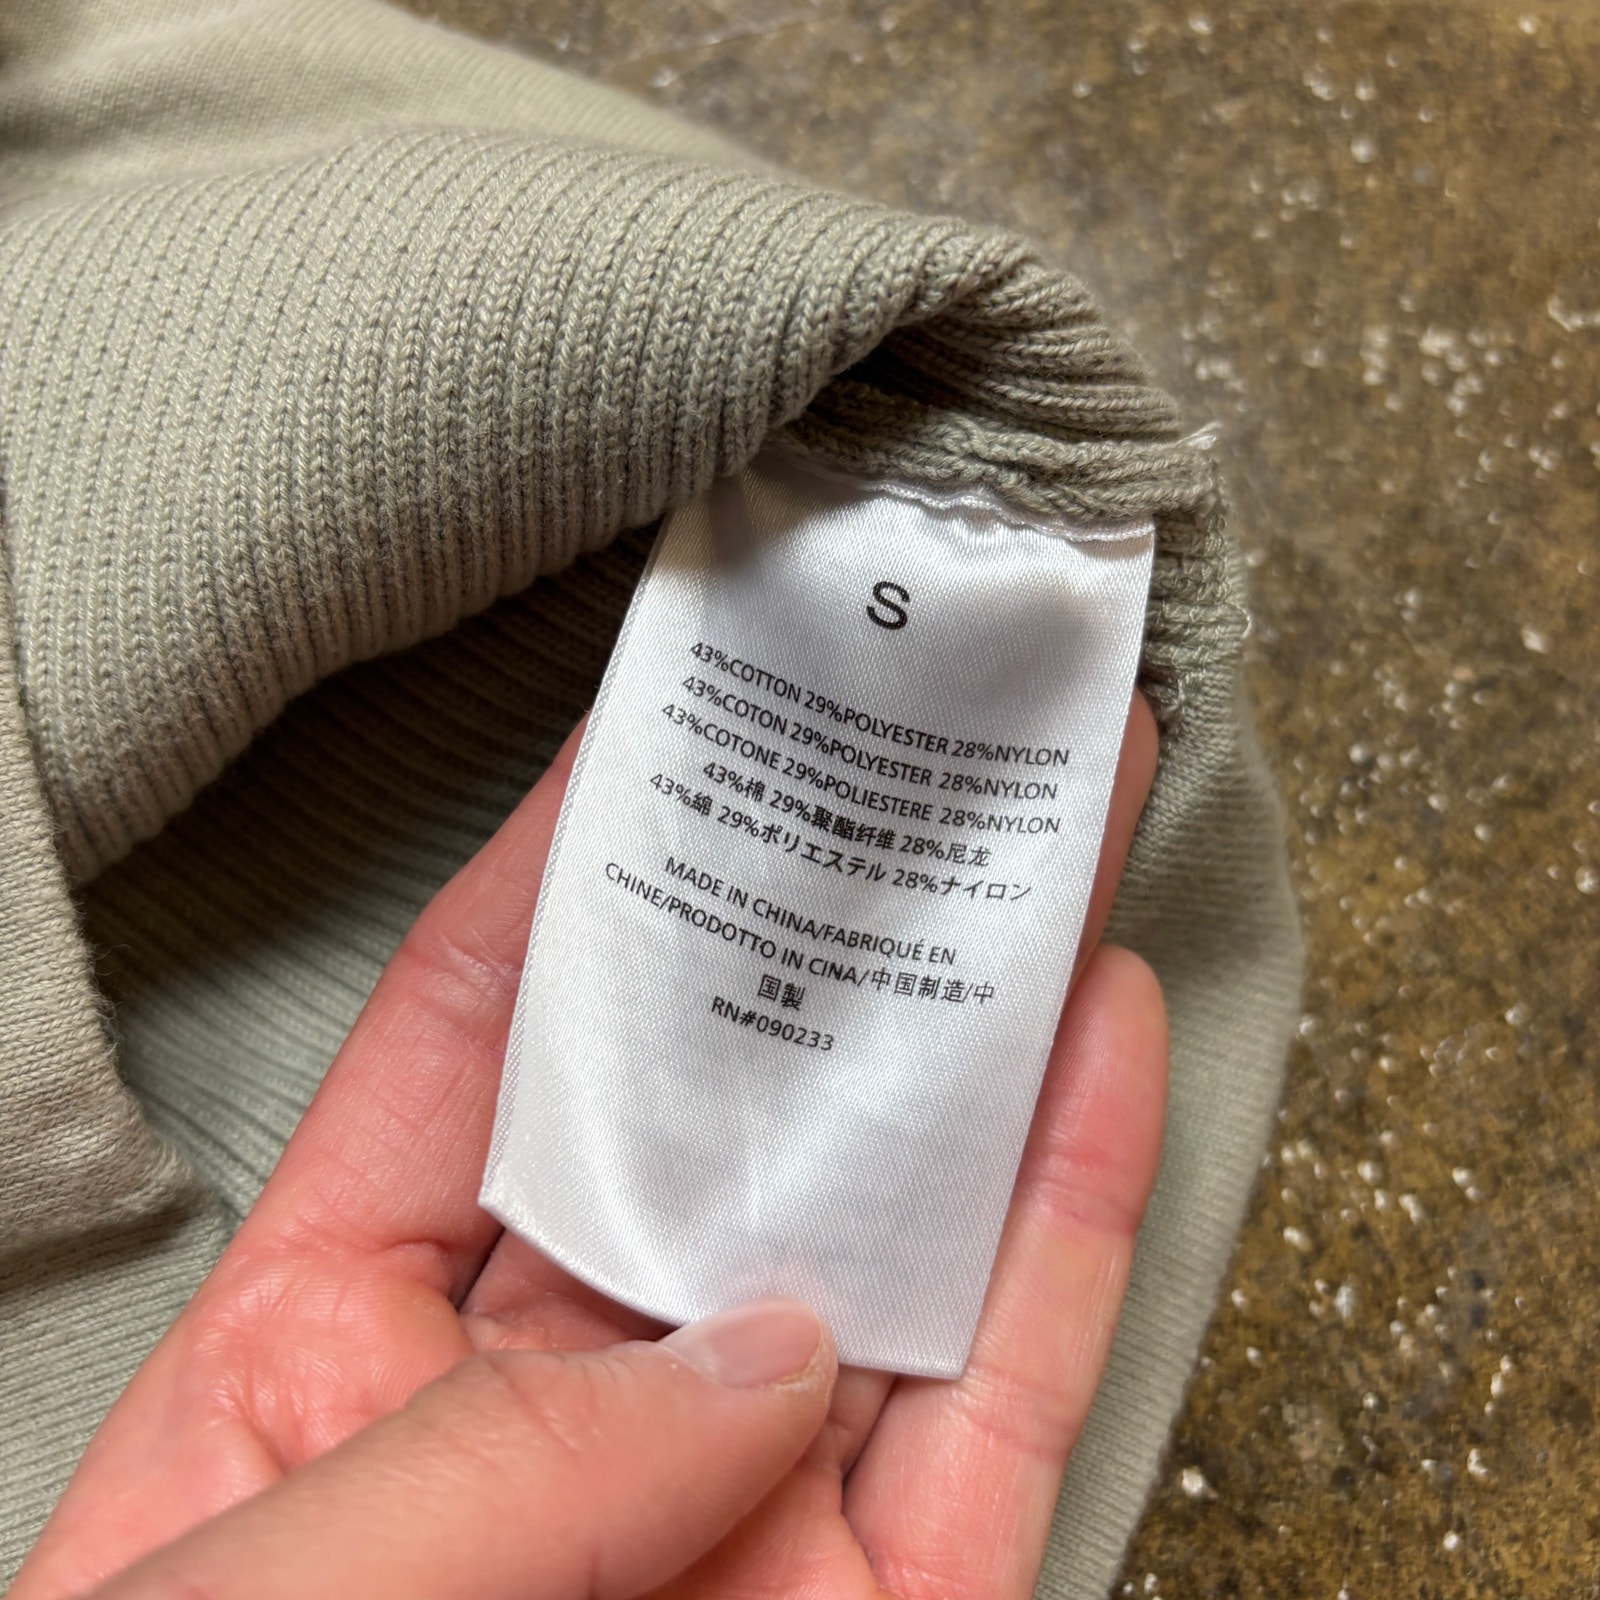 S
43%COTTON 29%POLYESTER 28%NYLON
43%COTON 29%POLYESTER 28%NYLON
43%COTONE 29%POLIESTERE 28%NYLON
43%棉 29%聚酯纤维 28%尼龙
43%綿 29%ポリエステル 28%ナイロン
MADE IN CHINA/FABRIQUÉ EN
CHINE/PRODOTTO IN CINA/中国制造/中
国製
RN#090233